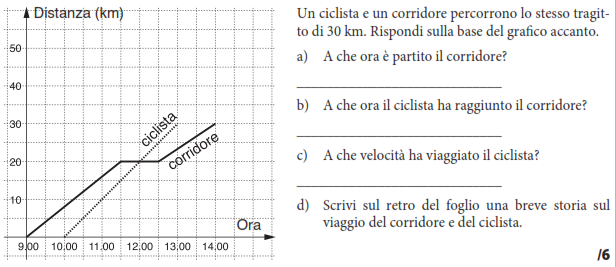 Distanza (km)
50
40
30
20
10
ciclista
corridore
Ora
9.00 10.00 11.00 12.00 13.00 14.00
Un ciclista e un corridore percorrono lo stesso tragit-
to di 30 km. Rispondi sulla base del grafico accanto.
a) A che ora è partito il corridore?
b) A che ora il ciclista ha raggiunto il corridore?
c) A che velocità ha viaggiato il ciclista?
d) Scrivi sul retro del foglio una breve storia sul
viaggio del corridore e del ciclista.
/6